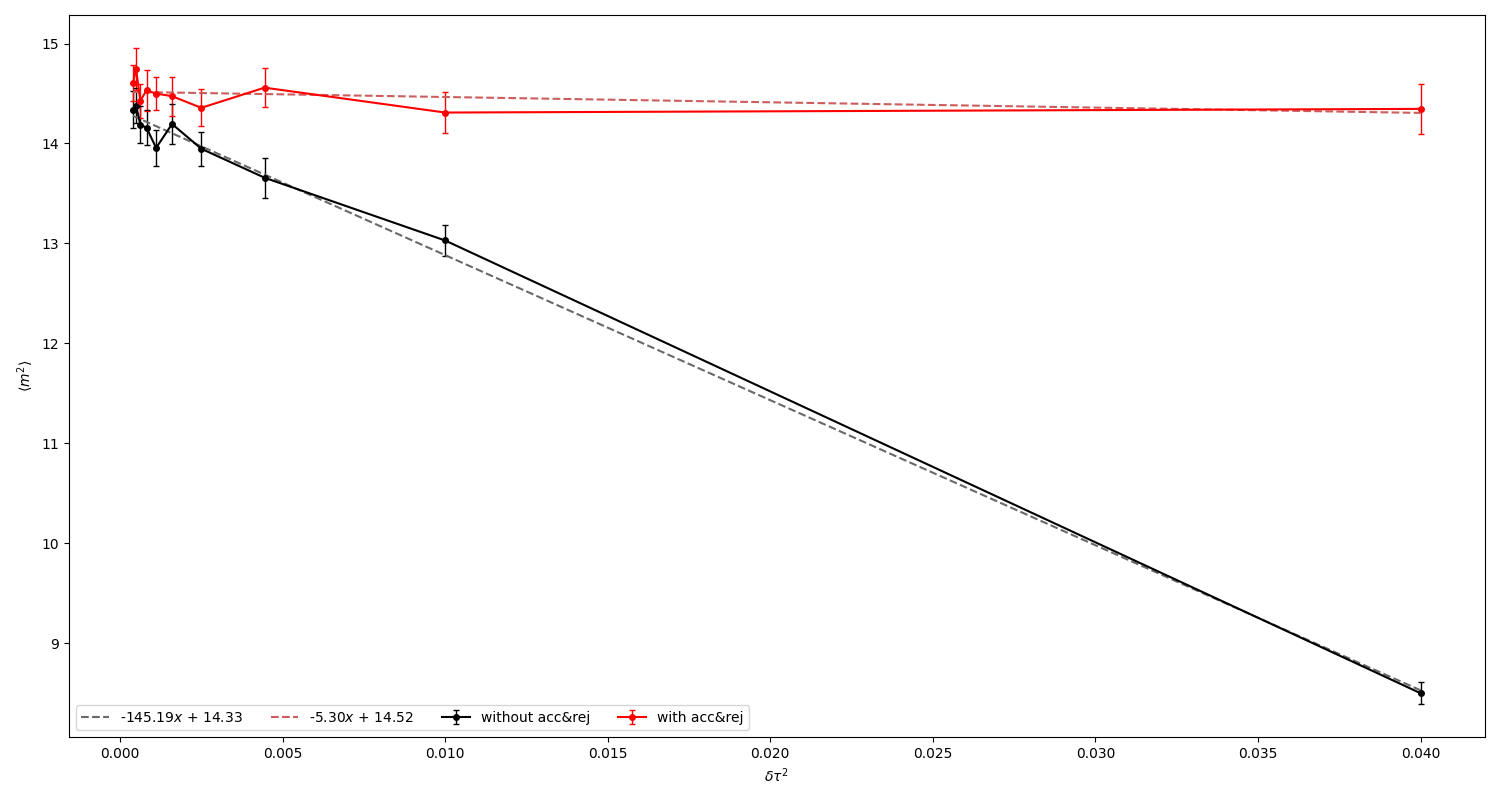 15
14
13
12
11
10
9
⟨m²⟩
-145.19x + 14.33
-5.30x + 14.52
without acc&rej
with acc&rej
0.000 0.005 0.010 0.015 0.020 0.025 0.030 0.035 0.040
δτ²